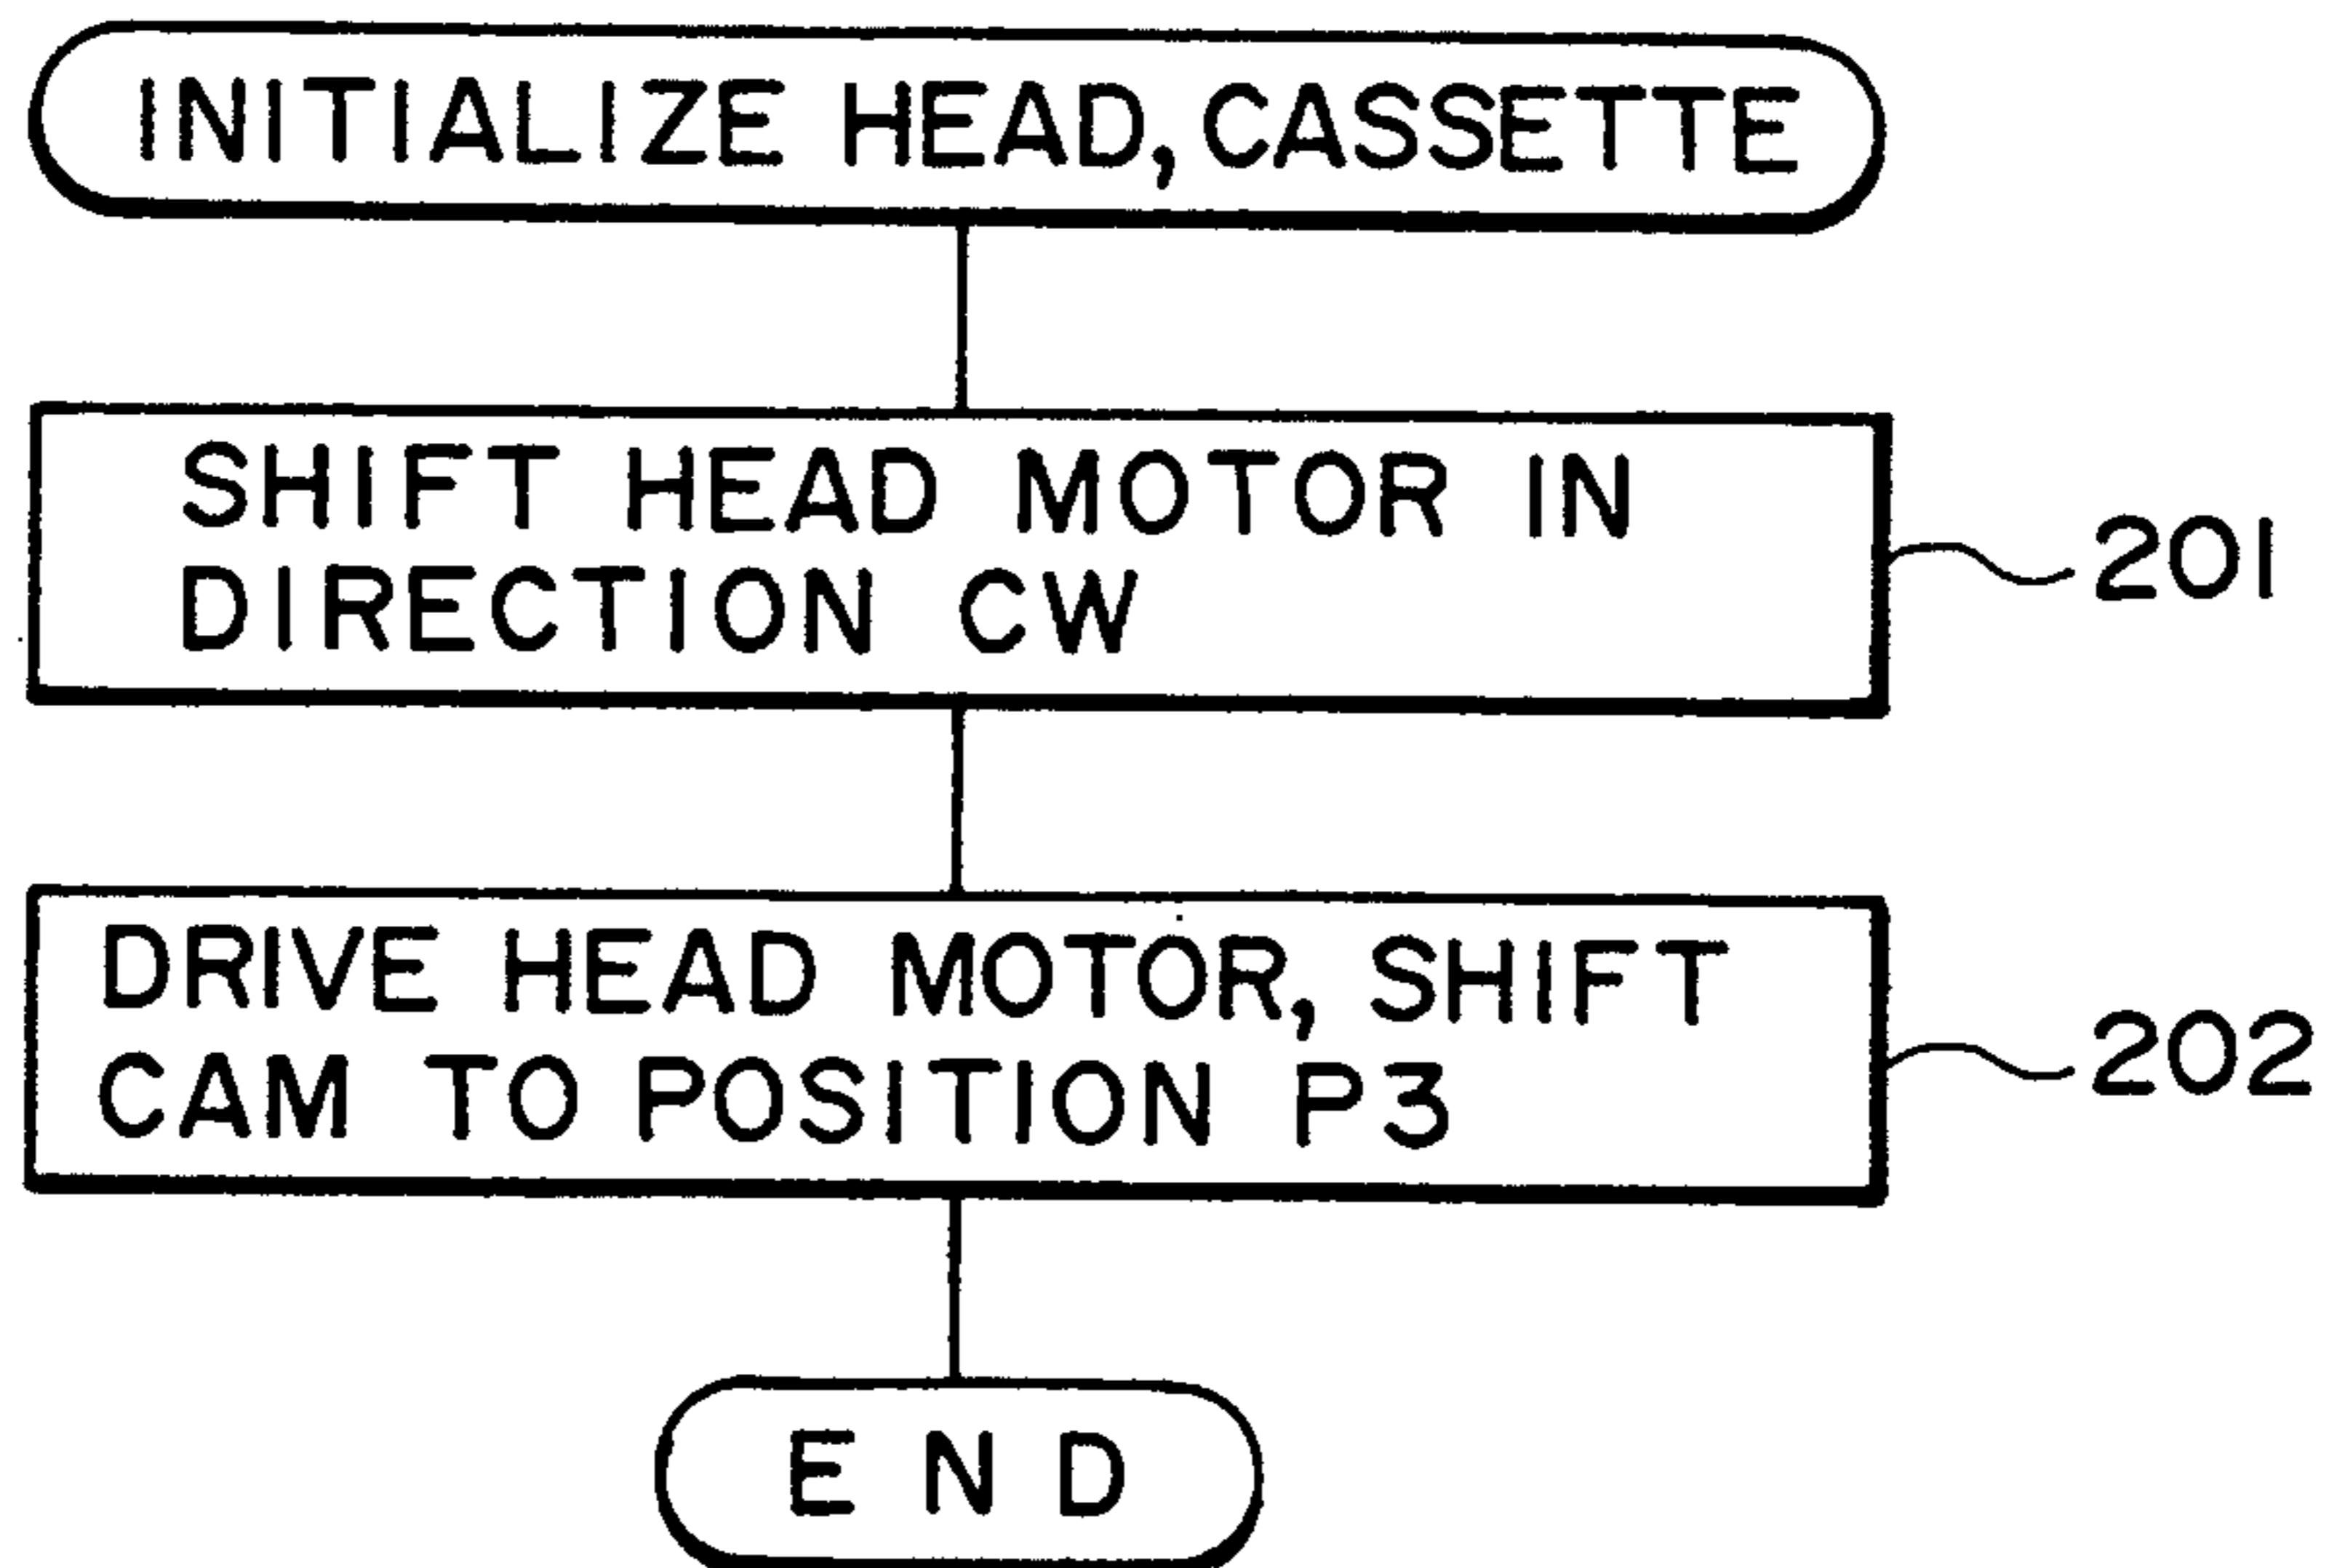 INITIALIZE HEAD, CASSETTE
SHIFT HEAD MOTOR IN
DIRECTION CW
201
DRIVE HEAD MOTOR, SHIFT
CAM TO POSITION P3
202
END